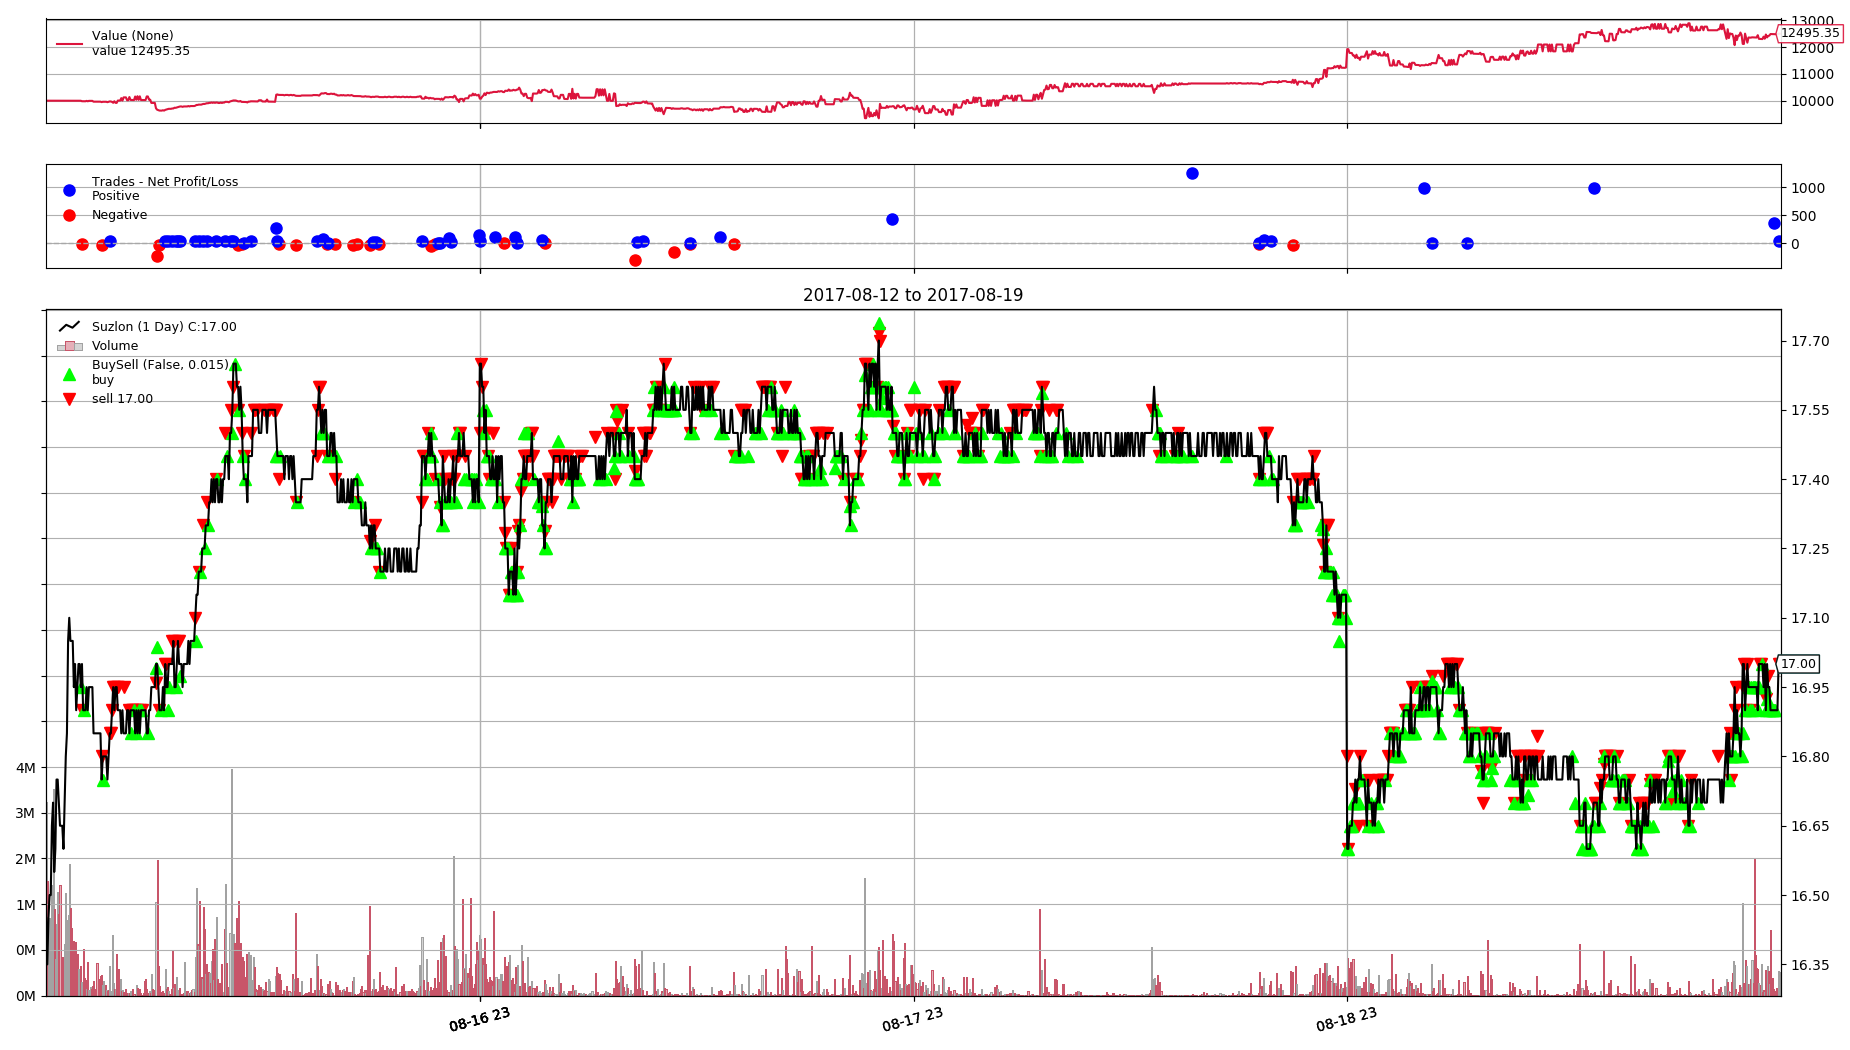 Value (None)
value 12495.35
13000
12495.35
12000
11000
10000
Trades - Net Profit/Loss
Positive
Negative
1000
500
0
2017-08-12 to 2017-08-19
Suzlon (1 Day) C:17.00
Volume
BuySell (False, 0.015)
buy
sell 17.00
17.70
17.55
17.40
17.25
17.10
17.00
16.95
16.80
16.65
16.50
16.35
4M
3M
2M
1M
0M
0M
08-16 23
08-17 23
08-18 23